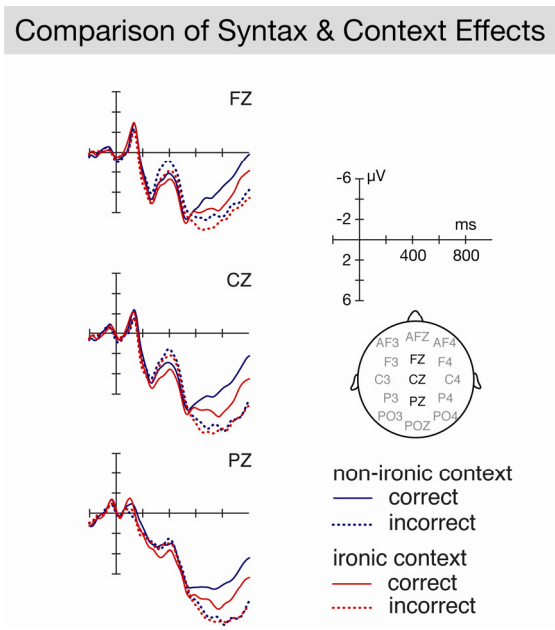 Comparison of Syntax & Context Effects
FZ
CZ
PZ
-6
µV
-2
ms
2
400
800
6
AF3 AFZ AF4
F3 FZ F4
C3 CZ C4
P3 PZ P4
PO3 POZ PO4
non-ironic context
correct
incorrect
ironic context
correct
incorrect